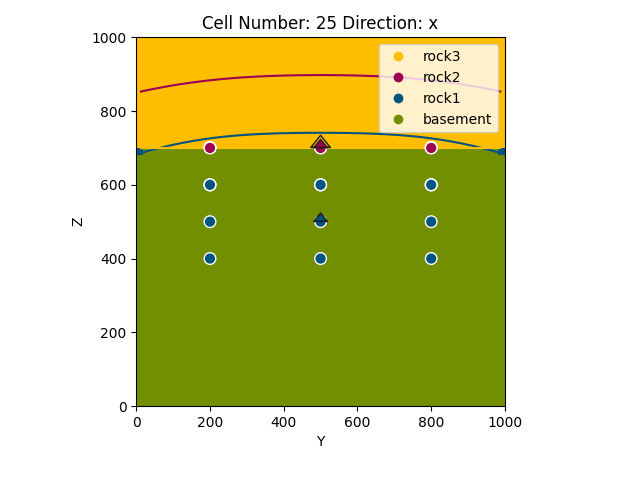 Cell Number: 25 Direction: x
1000
800
600
400
200
0
Z
rock3
rock2
rock1
basement
0 200 400 600 800 1000
Y